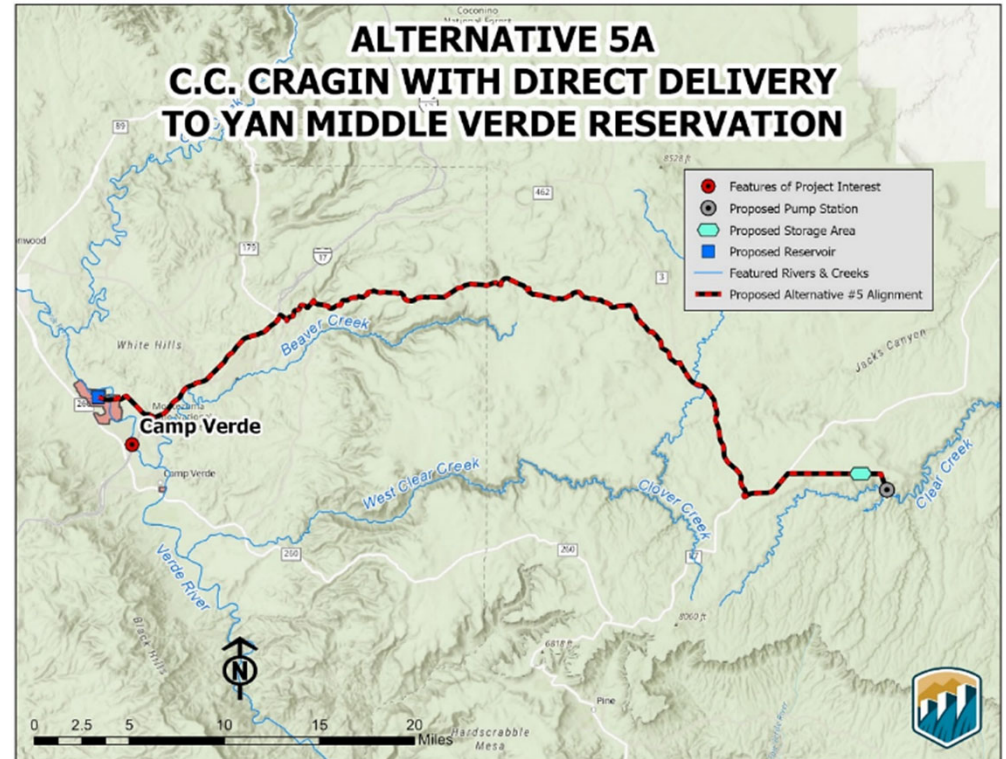 Coconino
National Forest
ALTERNATIVE 5A
C.C. CRAGIN WITH DIRECT DELIVERY
TO YAN MIDDLE VERDE RESERVATION
89
8528 ft
462
179
17
3
nwood
Features of Project Interest
Proposed Pump Station
Proposed Storage Area
Proposed Reservoir
Featured Rivers & Creeks
Proposed Alternative #5 Alignment
Beaver Creek
White Hills
Jack's Canyon
260
Camp Verde
Camp Verde
West Clear Creek
Clover Creek
Clear Creek
260
260
87
Verde River
Black Hills
8060 ft
6818 ft
N
Pine
0 2.5 5 10 15 20
Miles
Hardscrabble
Mesa